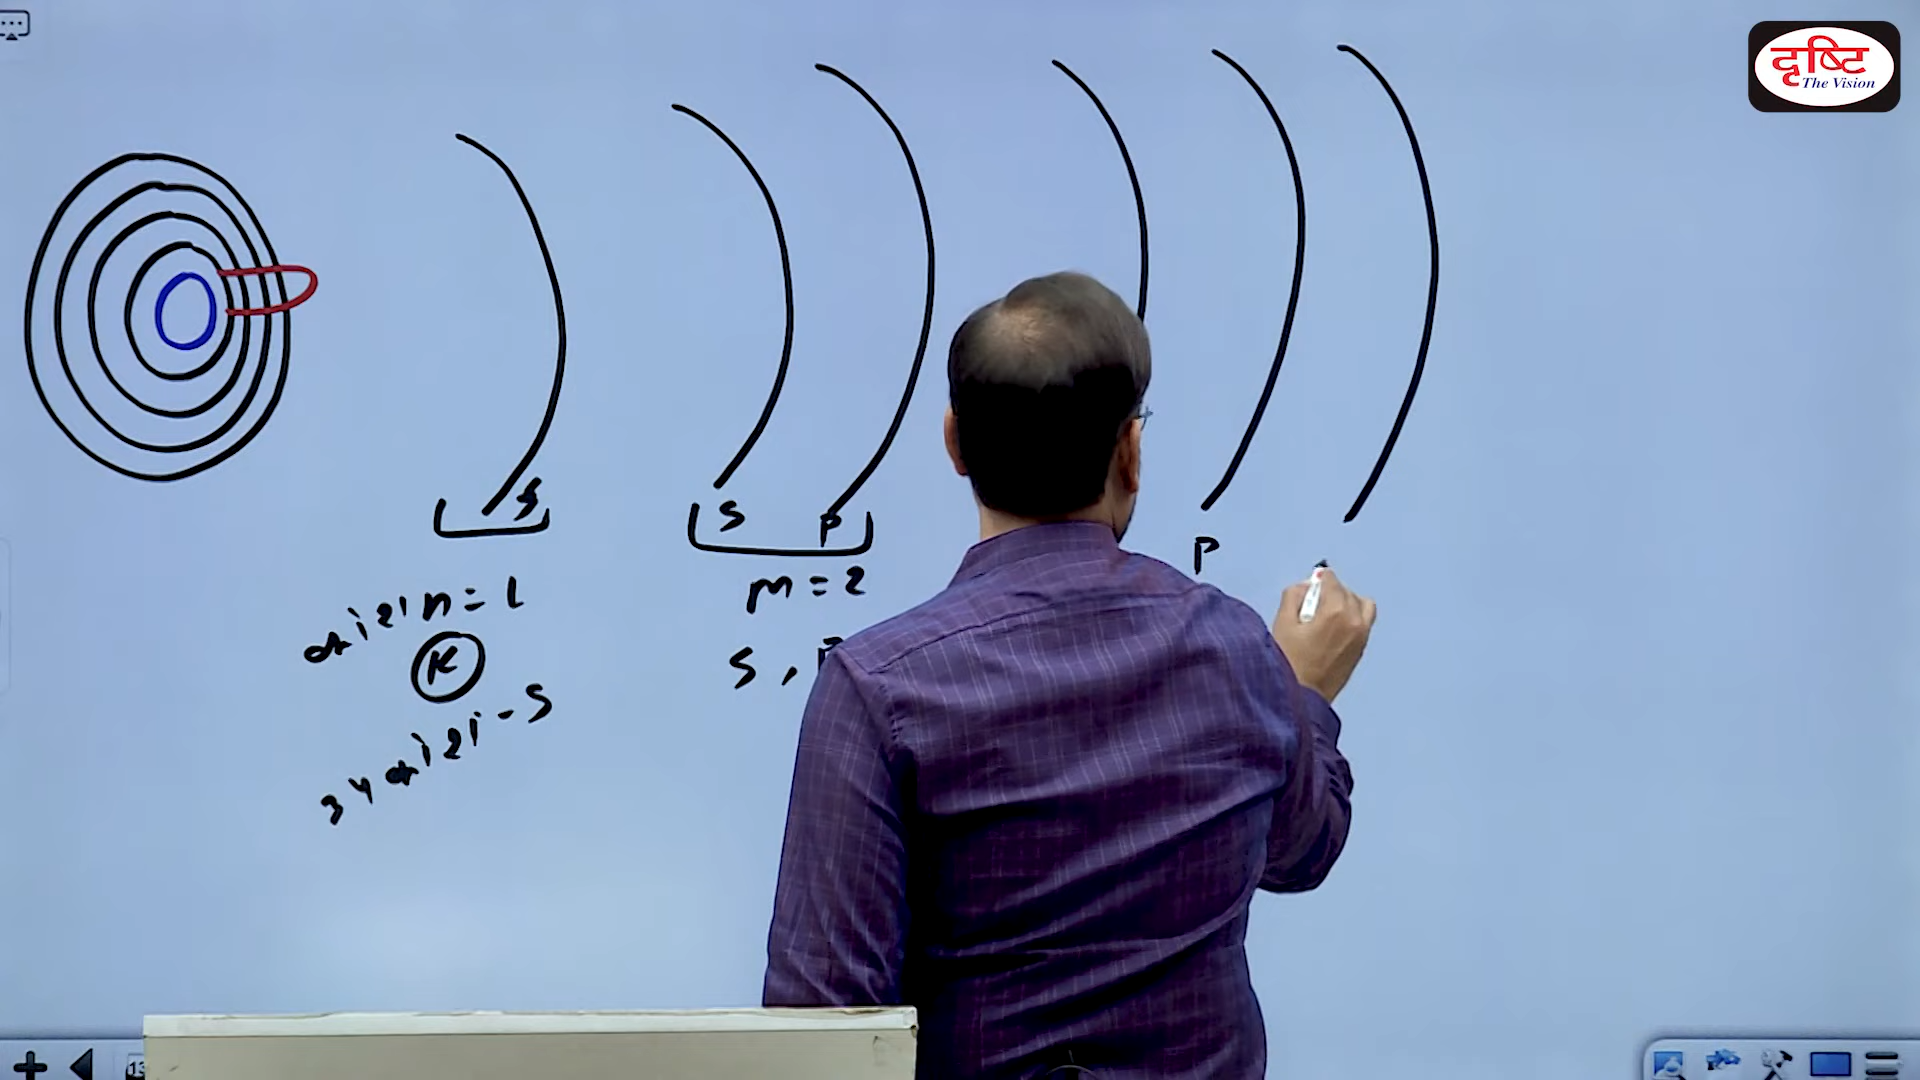 दृष्टि
The Vision
S
S P
P
कोश n = 1
n = 2
K
S,
उपकोश - S